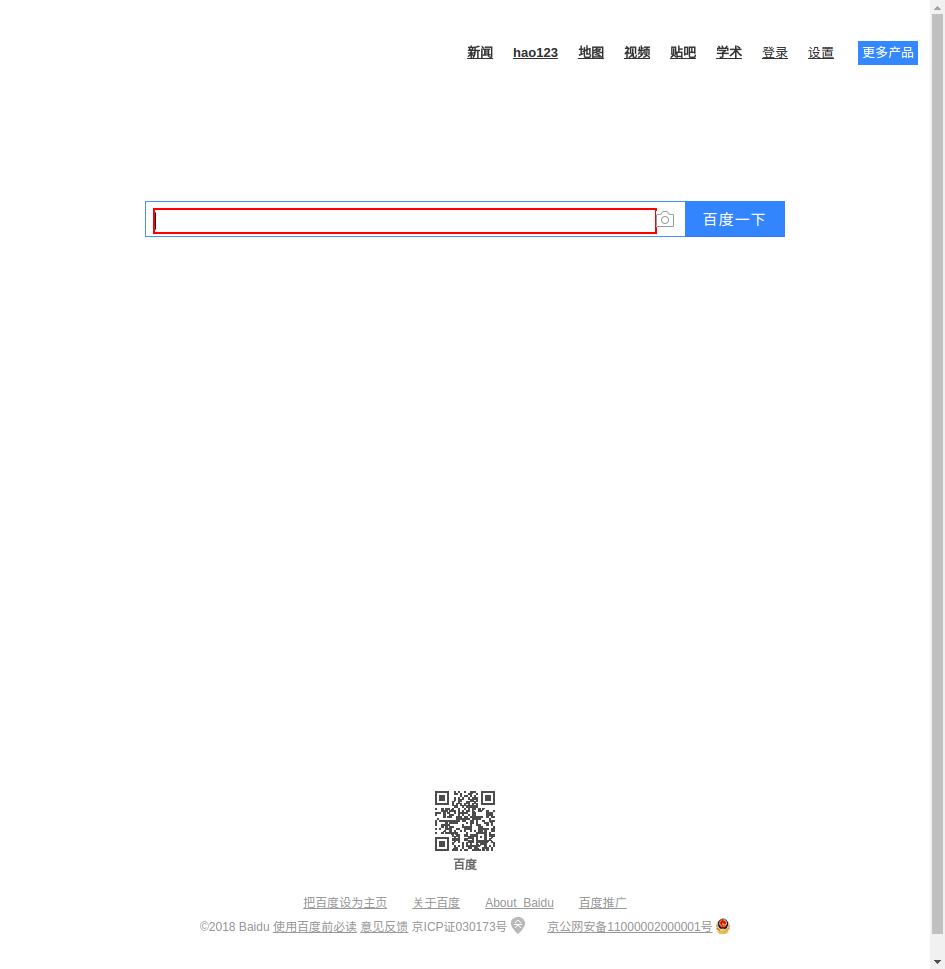 新闻 hao123 地图 视频 贴吧 学术 登录 设置 更多产品
百度一下
百度
把百度设为主页 关于百度 About Baidu 百度推广
©2018 Baidu 使用百度前必读 意见反馈 京ICP证030173号 京公网安备11000002000001号